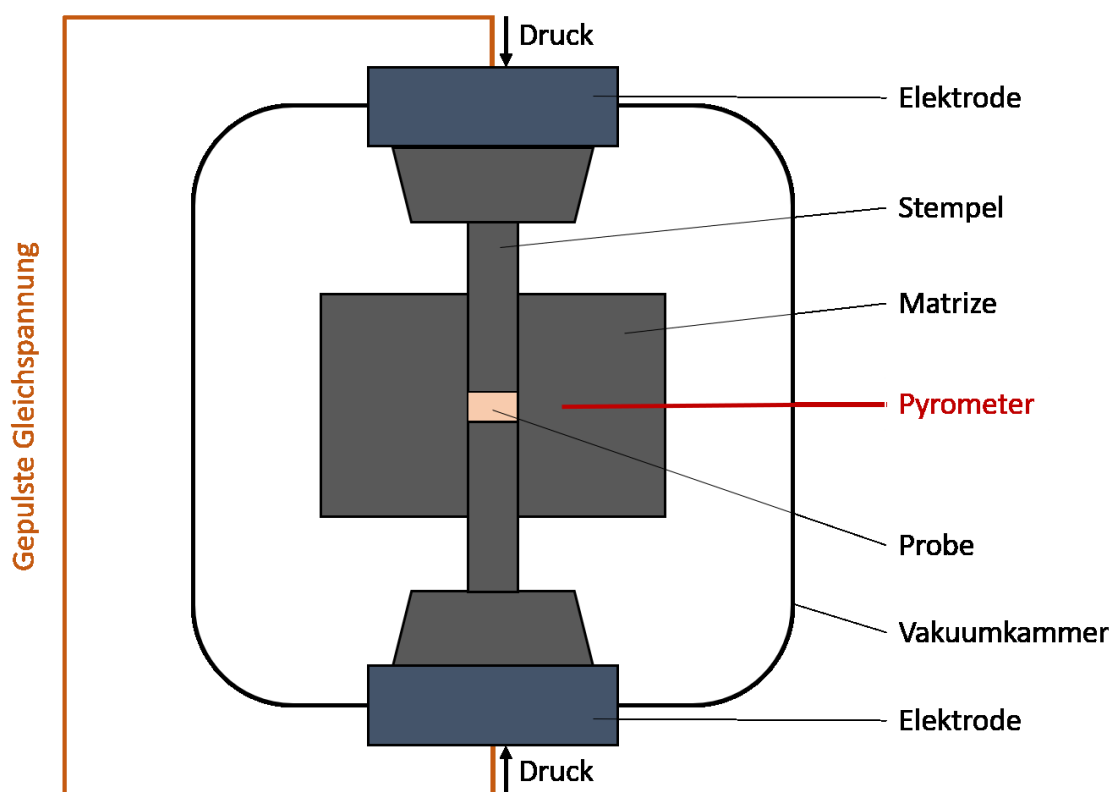 Druck
Elektrode
Stempel
Matrize
Pyrometer
Gepulste Gleichspannung
Probe
Vakuumkammer
Elektrode
Druck